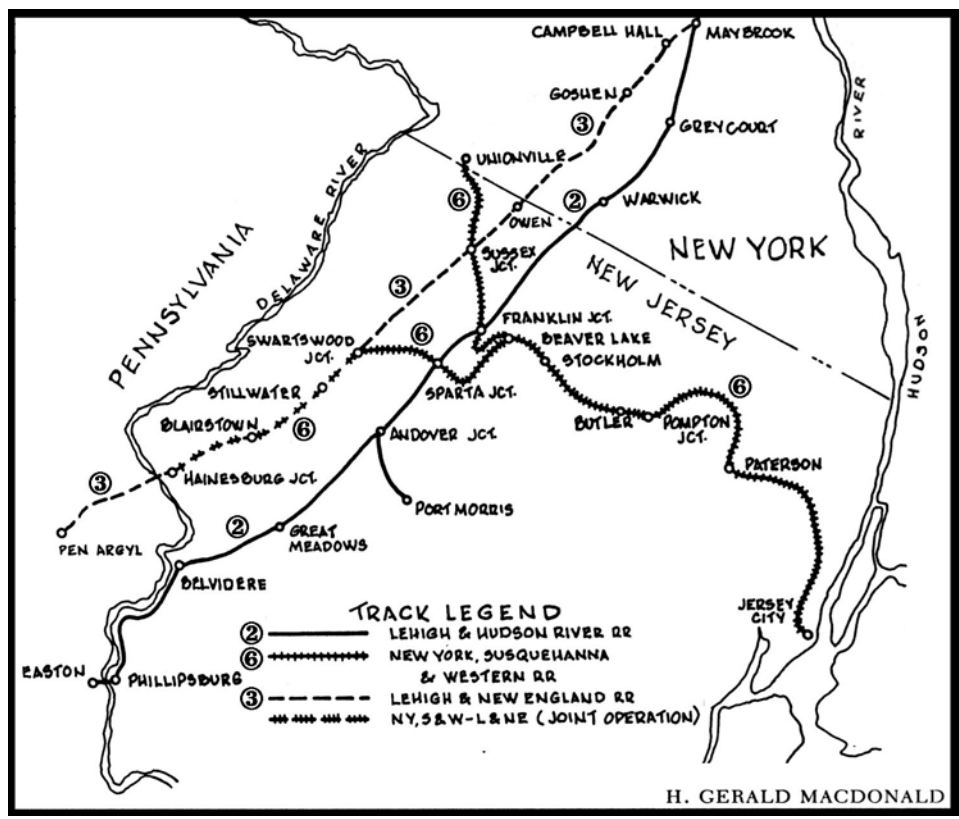 CAMPBELL HALL
MAYBROOK
GOSHEN
3
GREYCOURT
RIVER
UNIONVILLE
6
2
WARWICK
OWEN
DELAWARE RIVER
PENNSYLVANIA
SUSSEX
JCT.
NEW YORK
NEW JERSEY
3
HUDSON
FRANKLIN JCT.
6
BEAVER LAKE
SWARTSWOOD
JCT.
STOCKHOLM
SPARTA JCT.
6
STILLWATER
BLAIRSTOWN
6
BUTLER
POMPTON
JCT.
ANDOVER JCT.
PATERSON
HAINESBURG JCT.
3
PORT MORRIS
2
GREAT
MEADOWS
PEN ARGYL
BELVIDERE
JERSEY
CITY
EASTON
PHILLIPSBURG
TRACK LEGEND
2 LEHIGH & HUDSON RIVER RR
6 NEW YORK, SUSQUEHANNA
& WESTERN RR
3 LEHIGH & NEW ENGLAND RR
NY,S&W-L&NE (JOINT OPERATION)
H. GERALD MACDONALD